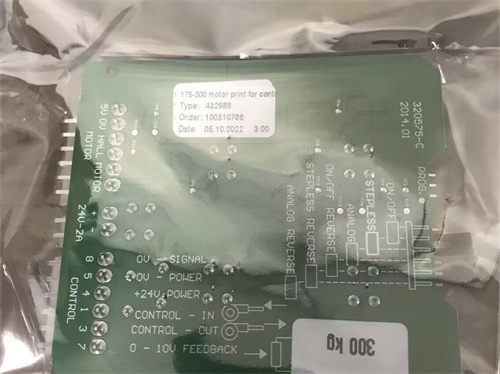 175-300 motor print for cont
Type: 432988
Order: 100510786
Date: 05.10.2022 3.00
320575-C
2014.01
5V 0V HALL MOTOR
MOTOR
24V-2A
+ -
8 5 4 1 3 7
CONTROL
PROG.
ON/OFF
STEPLESS
ANALOG
ON/OFF REVERSE
STEPLESS REVERSE
ANALOG REVERSE
0V - SIGNAL
0V - POWER
+24V POWER
CONTROL - IN
CONTROL - OUT
0 - 10V FEEDBACK
300 kg